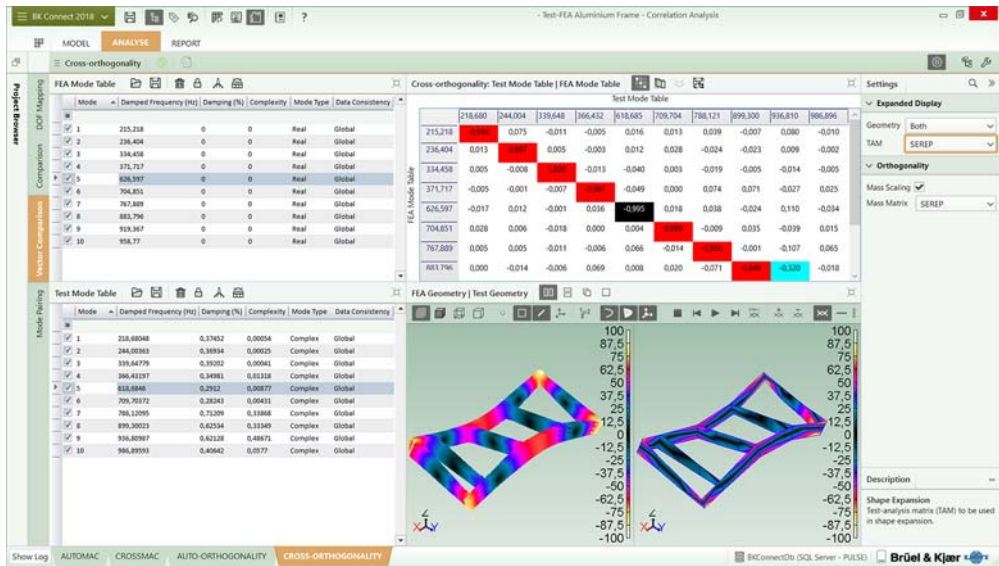 BK Connect 2018
?
- Test-FEA Aluminium Frame - Correlation Analysis
MODEL ANALYSE REPORT
Cross-orthogonality
Project Browser
DOF Mapping
Comparison
Vector Comparison
Mode Pairing
FEA Mode Table
Mode Damped Frequency (Hz) Damping (%) Complexity Mode Type Data Consistency
1 215,218 0 0 Real Global
2 236,404 0 0 Real Global
3 334,458 0 0 Real Global
4 371,717 0 0 Real Global
5 626,597 0 0 Real Global
6 704,851 0 0 Real Global
7 767,889 0 0 Real Global
8 883,796 0 0 Real Global
9 919,367 0 0 Real Global
10 958,77 0 0 Real Global
Test Mode Table
Mode Damped Frequency (Hz) Damping (%) Complexity Mode Type Data Consistency
1 218,68048 0,37452 0,00054 Complex Global
2 244,00363 0,36934 0,00025 Complex Global
3 339,64779 0,39202 0,00041 Complex Global
4 366,43197 0,34981 0,01318 Complex Global
5 618,6846 0,2912 0,00877 Complex Global
6 709,70372 0,28243 0,00431 Complex Global
7 788,12095 0,71209 0,33868 Complex Global
8 899,30023 0,62534 0,33349 Complex Global
9 936,80987 0,62128 0,48671 Complex Global
10 986,89593 0,40642 0,0577 Complex Global
Cross-orthogonality: Test Mode Table | FEA Mode Table
Test Mode Table
FEA Mode Table
218,680 244,004 339,648 366,432 618,685 709,704 788,121 899,300 936,810 986,896
215,218 0,075 -0,011 -0,005 0,016 0,013 0,039 -0,007 0,080 -0,010
236,404 0,013 0,005 -0,003 0,012 0,028 -0,024 -0,023 0,009 -0,002
334,458 0,005 -0,008 -0,013 -0,040 0,003 -0,019 -0,005 -0,014 -0,005
371,717 -0,005 -0,001 -0,007 -0,049 0,000 0,074 0,071 -0,027 0,025
626,597 -0,017 0,012 -0,001 0,036 -0,995 0,018 0,038 -0,024 0,110 -0,034
704,851 0,028 0,006 -0,018 0,000 0,004 -0,009 0,035 -0,039 0,015
767,889 0,005 0,005 -0,011 -0,006 0,066 -0,014 -0,001 -0,107 0,065
883,796 0,000 -0,014 -0,006 0,069 0,008 0,020 -0,071 -0,320 -0,018
FEA Geometry | Test Geometry
100 100
87,5 87,5
75 75
62,5 62,5
50 50
37,5 37,5
25 25
12,5 12,5
0 0
-12,5 -12,5
-25 -25
-37,5 -37,5
-50 -50
-62,5 -62,5
-75 -75
-87,5 -87,5
-100 -100
Z X Y Z X Y
Settings
Expanded Display
Geometry Both
TAM SEREP
Orthogonality
Mass Scaling
Mass Matrix SEREP
Description
Shape Expansion
Test-analysis matrix (TAM) to be used
in shape expansion.
Show Log AUTOMAC CROSSMAC AUTO-ORTHOGONALITY CROSS-ORTHOGONALITY
BKConnectDb (SQL Server - PULSE)
Brüel & Kjær